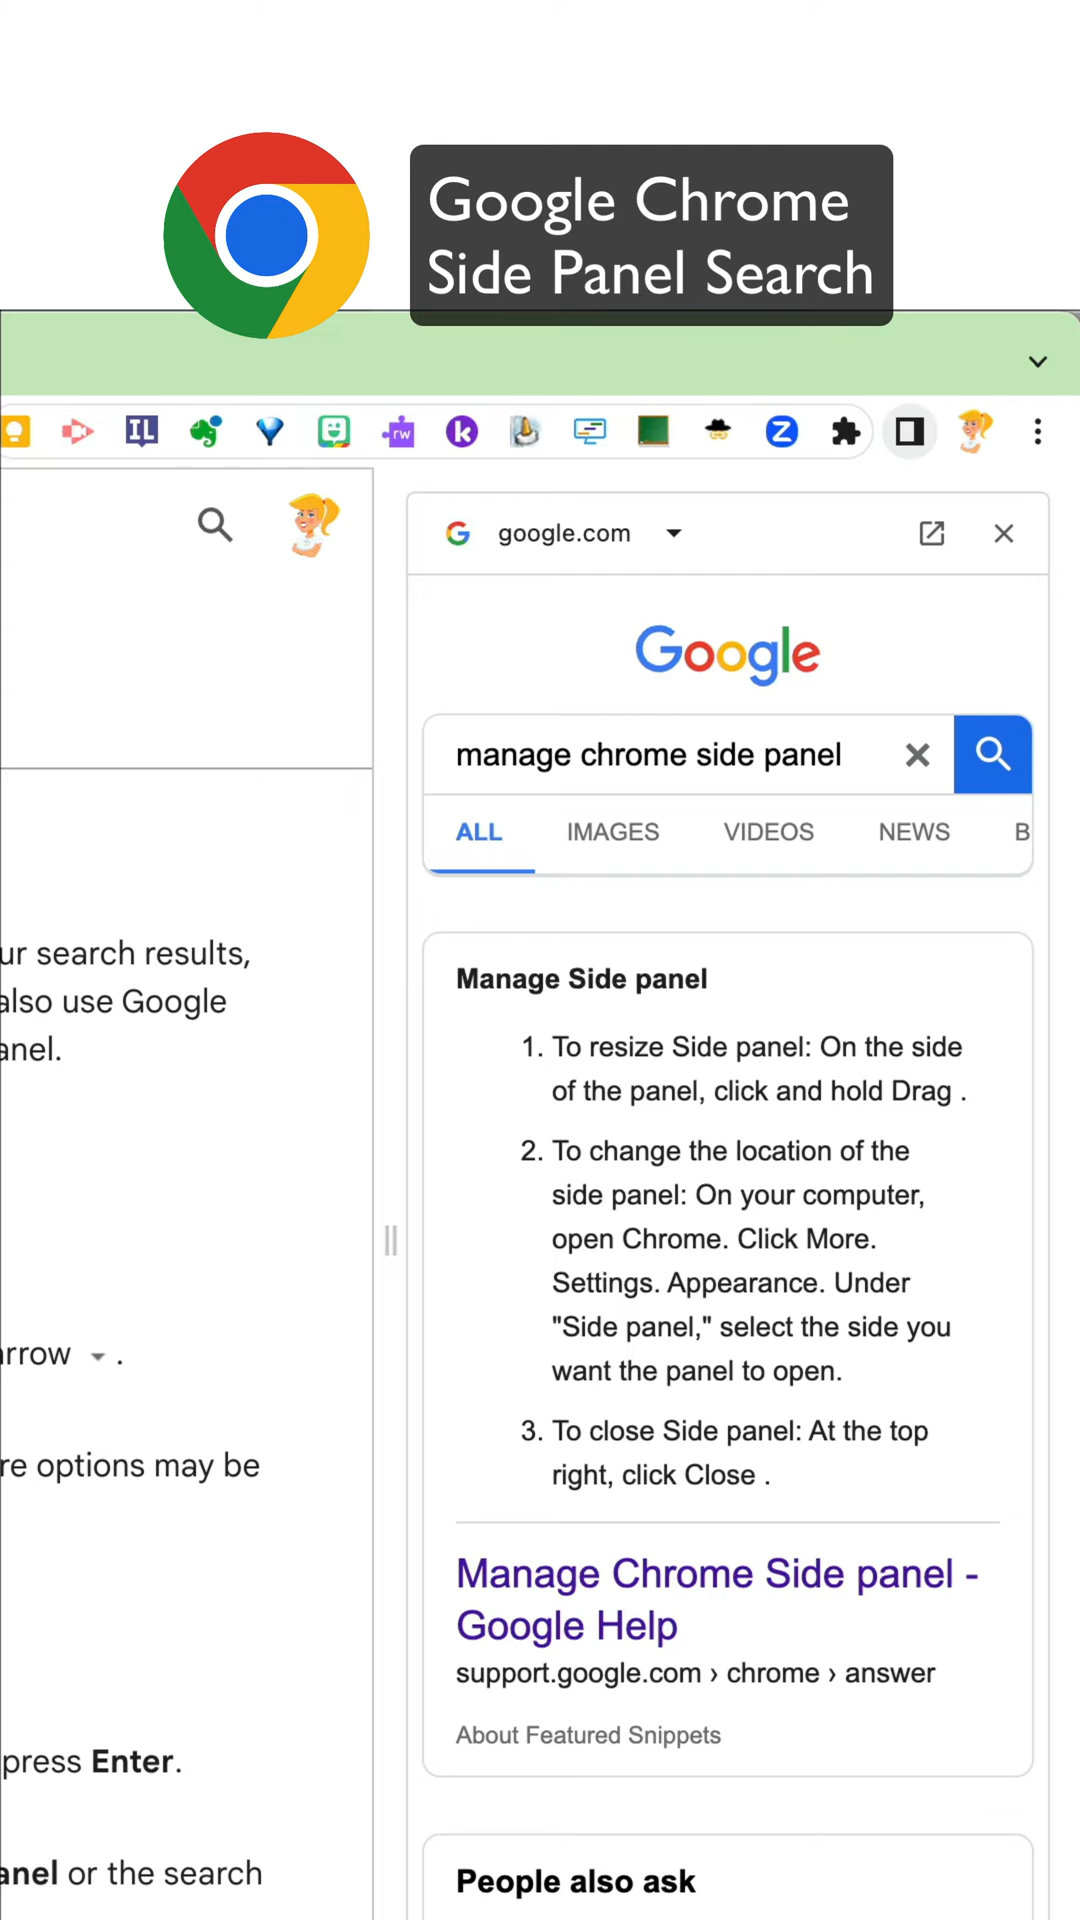 Google Chrome
Side Panel Search
IL
rw
k
Z
google.com
Google
manage chrome side panel
ALL IMAGES VIDEOS NEWS B
ur search results,
also use Google
anel.
Manage Side panel
1. To resize Side panel: On the side
of the panel, click and hold Drag .
2. To change the location of the
side panel: On your computer,
open Chrome. Click More.
Settings. Appearance. Under
"Side panel," select the side you
want the panel to open.
arrow .
3. To close Side panel: At the top
right, click Close .
re options may be
Manage Chrome Side panel -
Google Help
support.google.com › chrome › answer
About Featured Snippets
press Enter.
anel or the search
People also ask